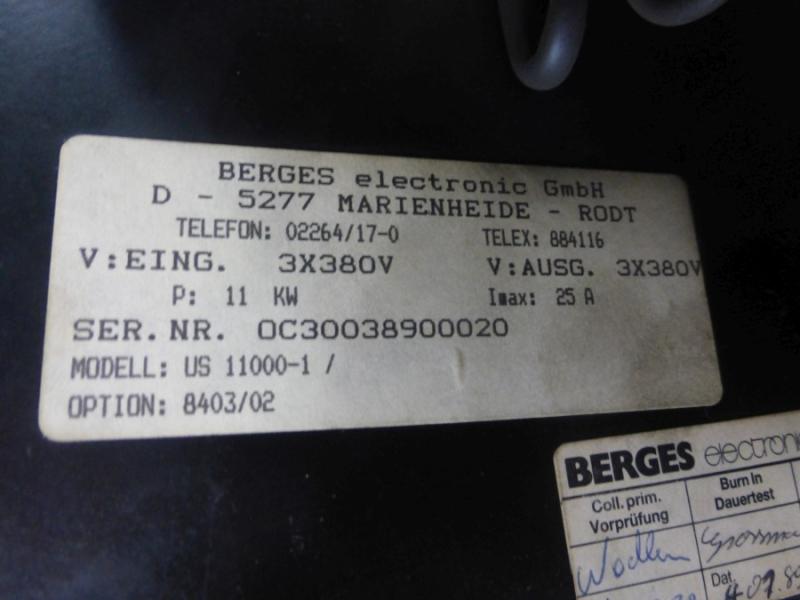 BERGES electronic GmbH
D - 5277 MARIENHEIDE - RODT
TELEFON: 02264/17-0 TELEX: 884116
V:EING. 3X380V V:AUSG. 3X380V
P: 11 KW Imax: 25 A
SER.NR. 0C30038900020
MODELL: US 11000-1 /
OPTION: 8403/02
BERGES electronic
Coll. prim. Burn in
Vorprüfung Dauertest
Dat.